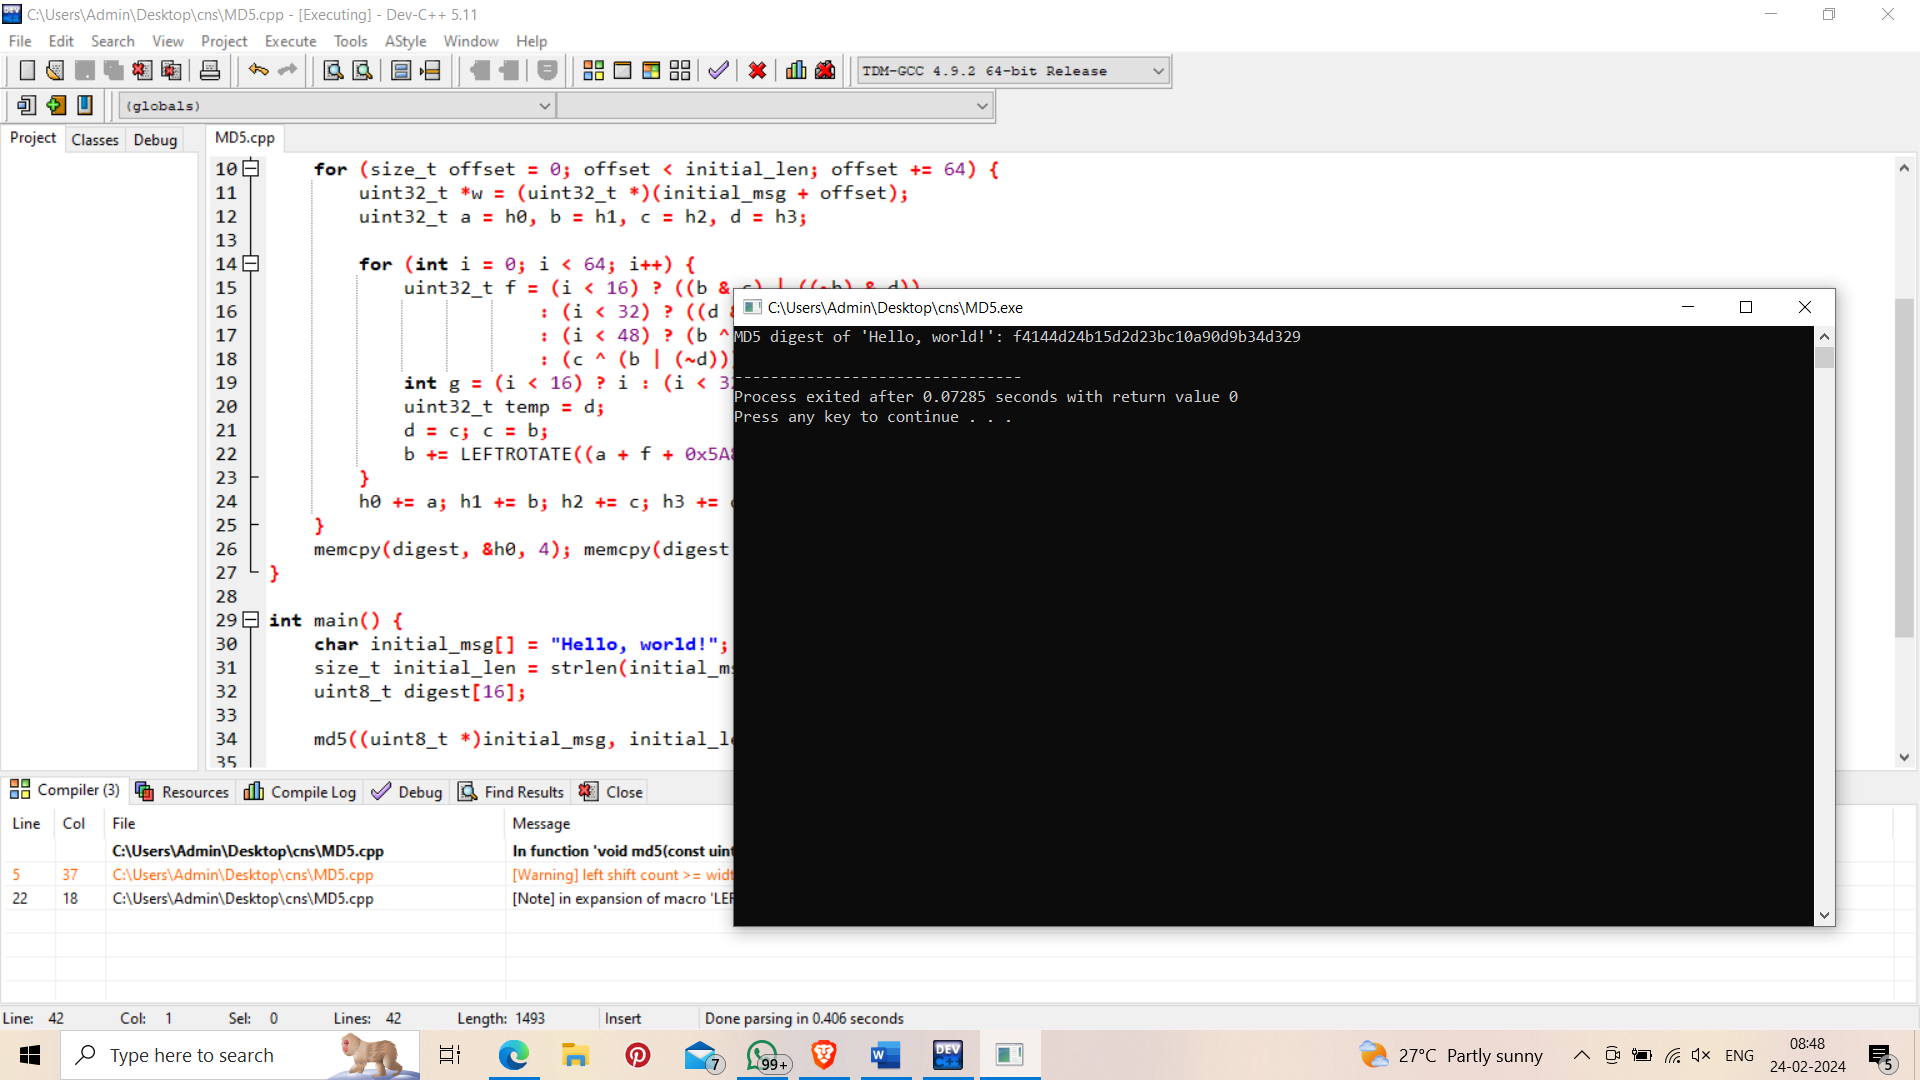 C:\Users\Admin\Desktop\cns\MD5.cpp - [Executing] - Dev-C++ 5.11
File Edit Search View Project Execute Tools AStyle Window Help
TDM-GCC 4.9.2 64-bit Release
(globals)
Project Classes Debug
MD5.cpp
10 for (size_t offset = 0; offset < initial_len; offset += 64) {
11 uint32_t *w = (uint32_t *)(initial_msg + offset);
12 uint32_t a = h0, b = h1, c = h2, d = h3;
13
14 for (int i = 0; i < 64; i++) {
15 uint32_t f = (i < 16) ? ((b & c) | ((~b) & d))
16 : (i < 32) ? ((d &
17 : (i < 48) ? (b ^
18 : (c ^ (b | (~d)))
19 int g = (i < 16) ? i : (i < 32
20 uint32_t temp = d;
21 d = c; c = b;
22 b += LEFTROTATE((a + f + 0x5A8
23 }
24 h0 += a; h1 += b; h2 += c; h3 +=
25 }
26 memcpy(digest, &h0, 4); memcpy(digest
27 }
28
29 int main() {
30 char initial_msg[] = "Hello, world!";
31 size_t initial_len = strlen(initial_ms
32 uint8_t digest[16];
33
34 md5((uint8_t *)initial_msg, initial_le
35
C:\Users\Admin\Desktop\cns\MD5.exe
MD5 digest of 'Hello, world!': f4144d24b15d2d23bc10a90d9b34d329
--------------------------------
Process exited after 0.07285 seconds with return value 0
Press any key to continue . . .
Compiler (3) Resources Compile Log Debug Find Results Close
Line Col File Message
C:\Users\Admin\Desktop\cns\MD5.cpp In function 'void md5(const uint
5 37 C:\Users\Admin\Desktop\cns\MD5.cpp [Warning] left shift count >= widt
22 18 C:\Users\Admin\Desktop\cns\MD5.cpp [Note] in expansion of macro 'LEF
Line: 42 Col: 1 Sel: 0 Lines: 42 Length: 1493 Insert Done parsing in 0.406 seconds
Type here to search
7
99+
W
DEV
C++
27°C Partly sunny
ENG
08:48
24-02-2024
5